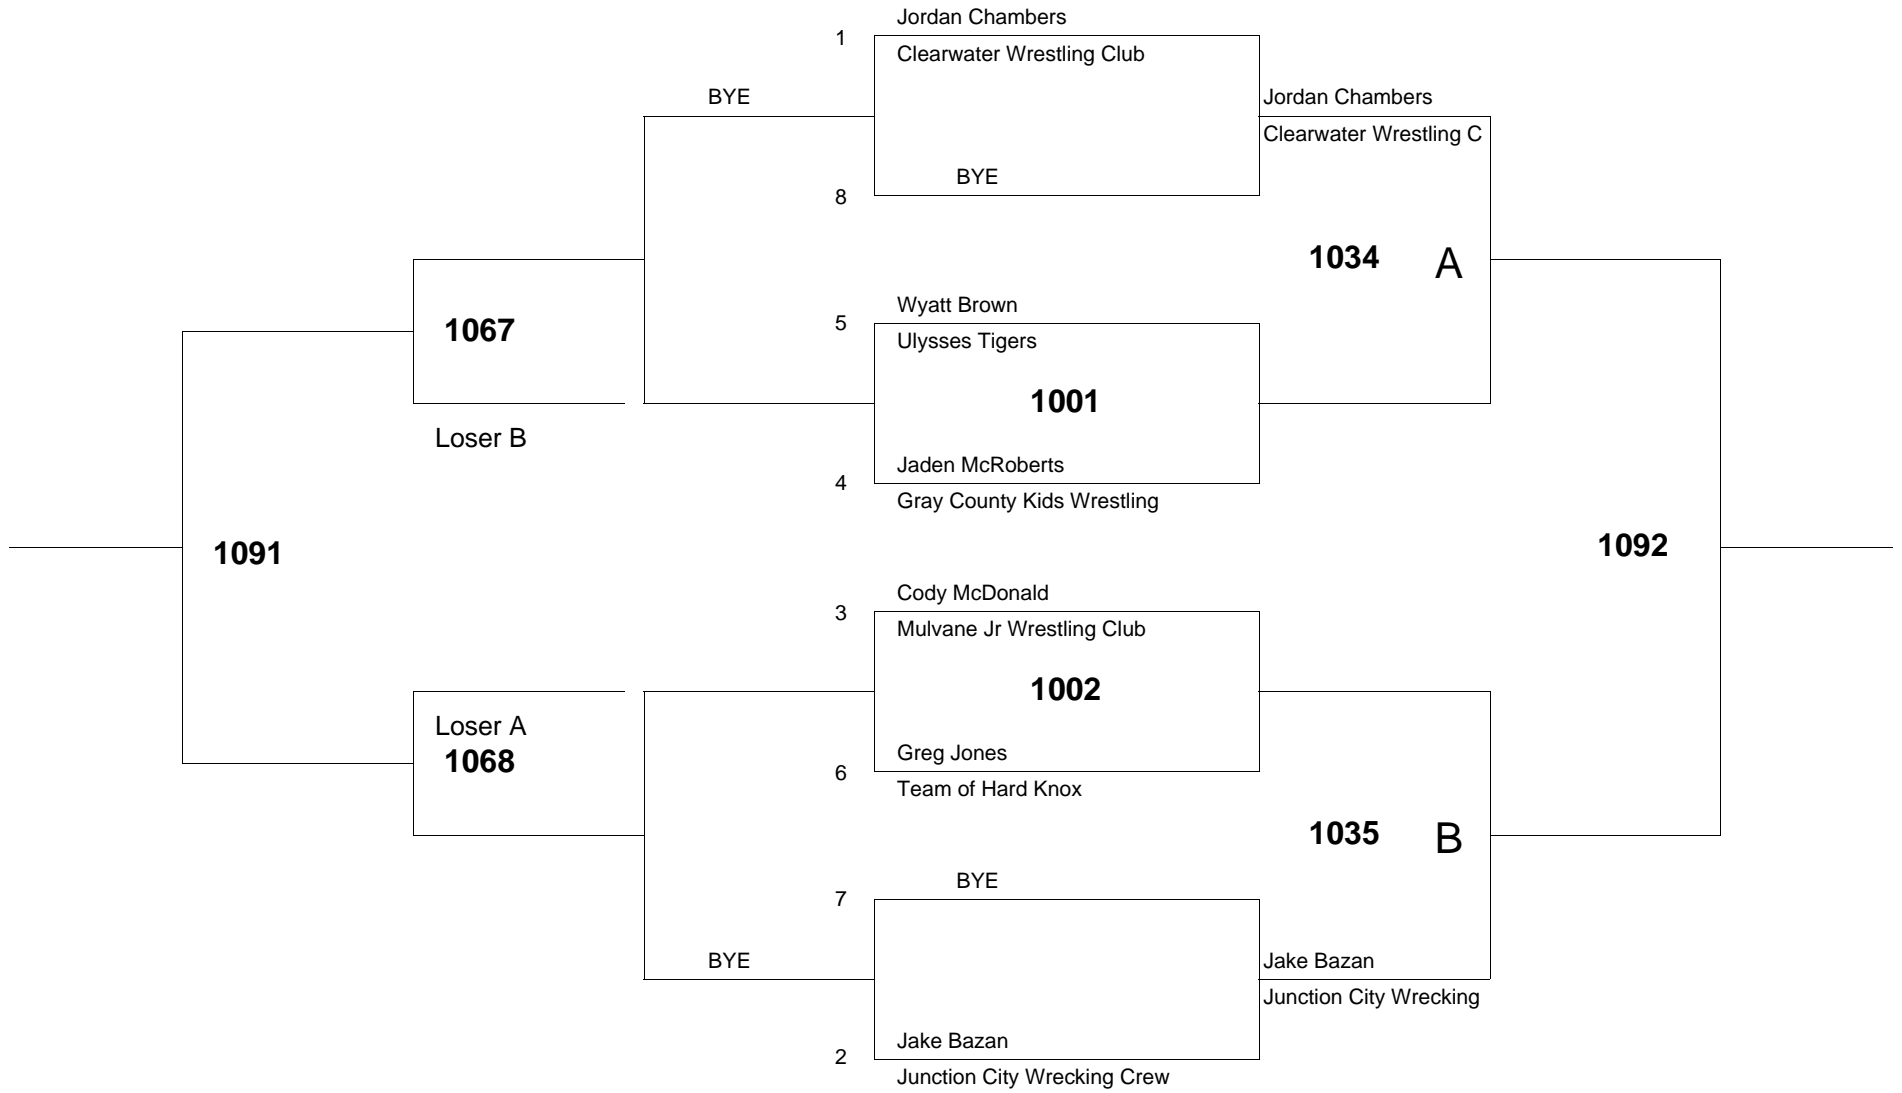 Jordan Chambers
1
Clearwater Wrestling Club
BYE
Jordan Chambers
Clearwater Wrestling C
BYE
8
1034 A
Wyatt Brown
5
1067
Ulysses Tigers
1001
Loser B
Jaden McRoberts
4
Gray County Kids Wrestling
1091
1092
Cody McDonald
3
Mulvane Jr Wrestling Club
1002
Loser A
1068
Greg Jones
6
Team of Hard Knox
1035 B
BYE
7
BYE
Jake Bazan
Junction City Wrecking
Jake Bazan
2
Junction City Wrecking Crew